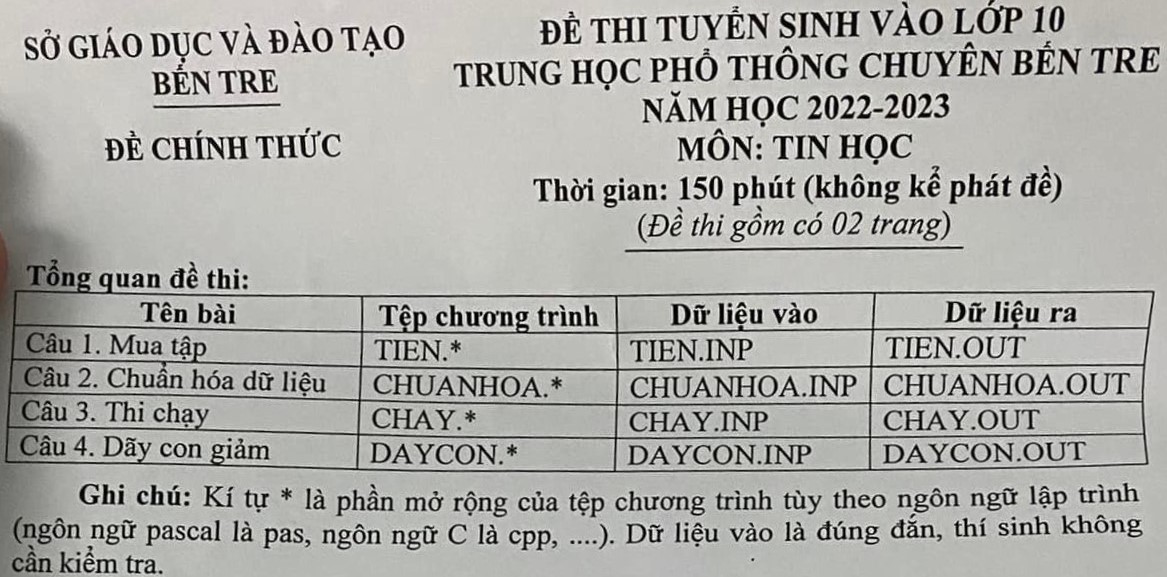 SỞ GIÁO DỤC VÀ ĐÀO TẠO
BẾN TRE
ĐỀ CHÍNH THỨC
ĐỀ THI TUYỂN SINH VÀO LỚP 10
TRUNG HỌC PHỔ THÔNG CHUYÊN BẾN TRE
NĂM HỌC 2022-2023
MÔN: TIN HỌC
Thời gian: 150 phút (không kể phát đề)
(Đề thi gồm có 02 trang)
Tổng quan đề thi:
Tên bài Tệp chương trình Dữ liệu vào Dữ liệu ra
Câu 1. Mua tập TIEN.* TIEN.INP TIEN.OUT
Câu 2. Chuẩn hóa dữ liệu CHUANHOA.* CHUANHOA.INP CHUANHOA.OUT
Câu 3. Thi chạy CHAY.* CHAY.INP CHAY.OUT
Câu 4. Dãy con giảm DAYCON.* DAYCON.INP DAYCON.OUT
Ghi chú: Kí tự * là phần mở rộng của tệp chương trình tùy theo ngôn ngữ lập trình
(ngôn ngữ pascal là pas, ngôn ngữ C là cpp, ....). Dữ liệu vào là đúng đắn, thí sinh không
cần kiểm tra.